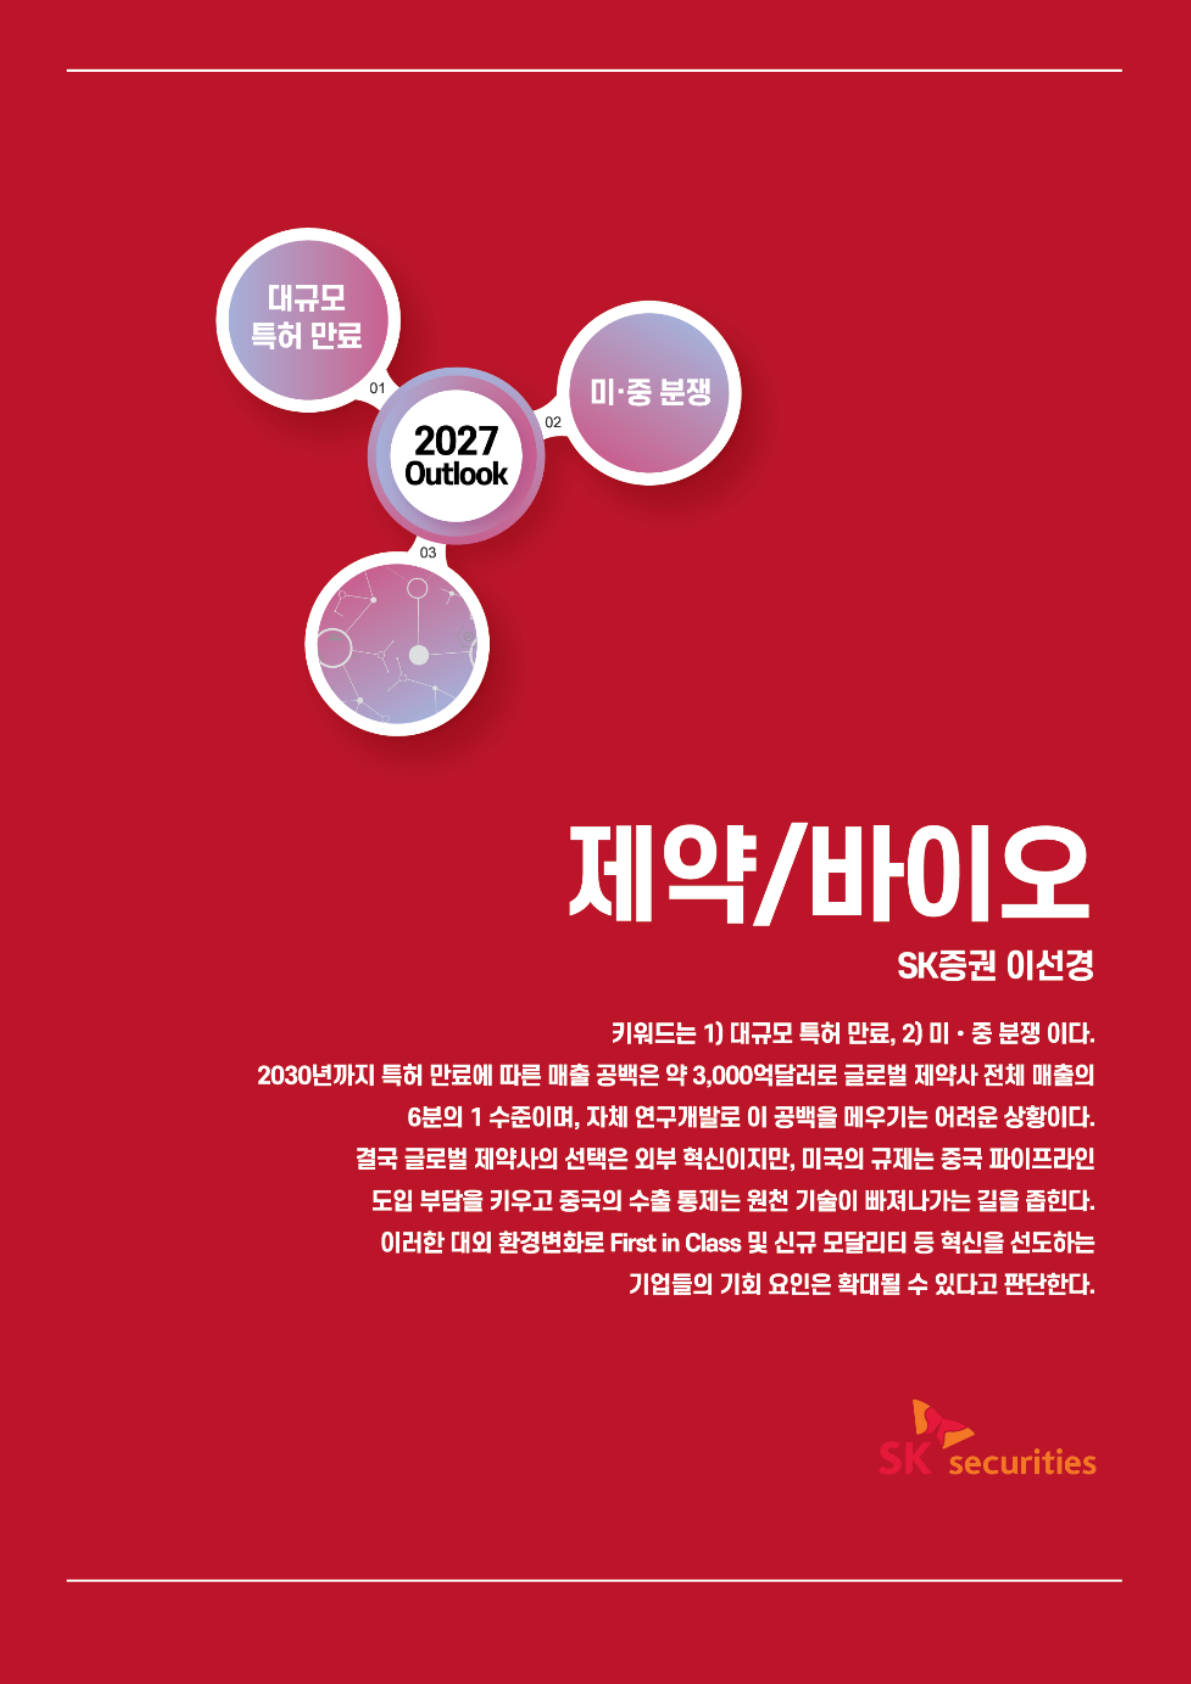 대규모
특허 만료
01
미·중 분쟁
02
2027
Outlook
03
제약/바이오
SK증권 이선경
키워드는 1) 대규모 특허 만료, 2) 미·중 분쟁 이다.
2030년까지 특허 만료에 따른 매출 공백은 약 3,000억달러로 글로벌 제약사 전체 매출의
6분의 1 수준이며, 자체 연구개발로 이 공백을 메우기는 어려운 상황이다.
결국 글로벌 제약사의 선택은 외부 혁신이지만, 미국의 규제는 중국 파이프라인
도입 부담을 키우고 중국의 수출 통제는 원천 기술이 빠져나가는 길을 좁힌다.
이러한 대외 환경변화로 First in Class 및 신규 모달리티 등 혁신을 선도하는
기업들의 기회 요인은 확대될 수 있다고 판단한다.
SK securities